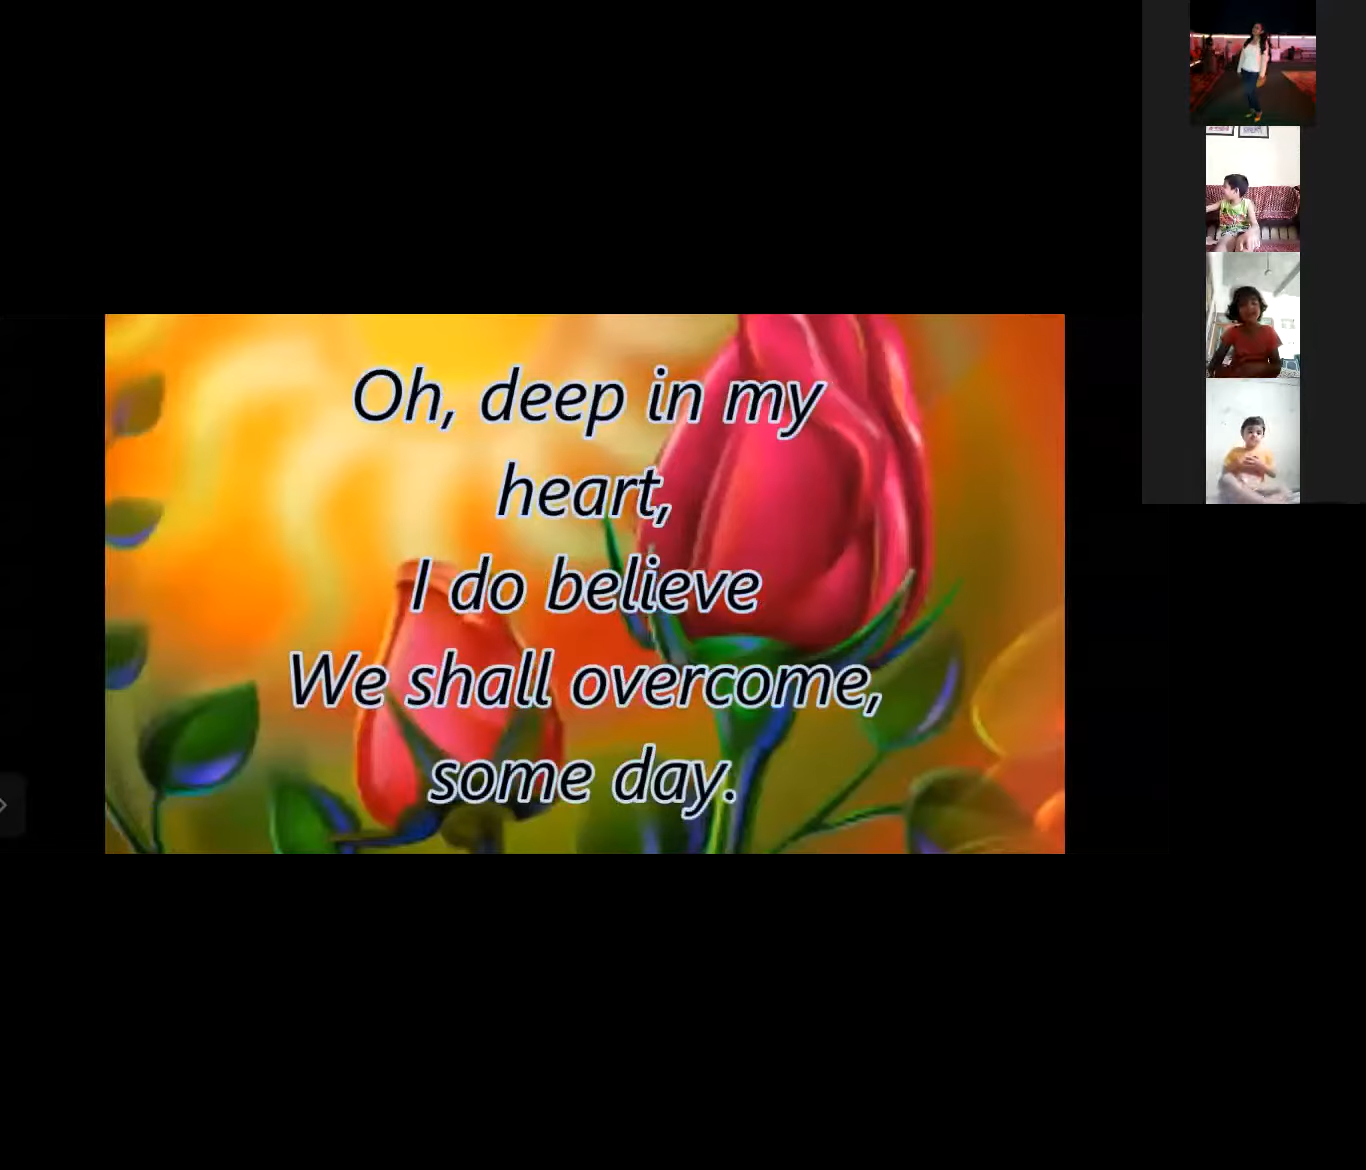 Oh, deep in my
heart,
I do believe
We shall overcome,
some day.